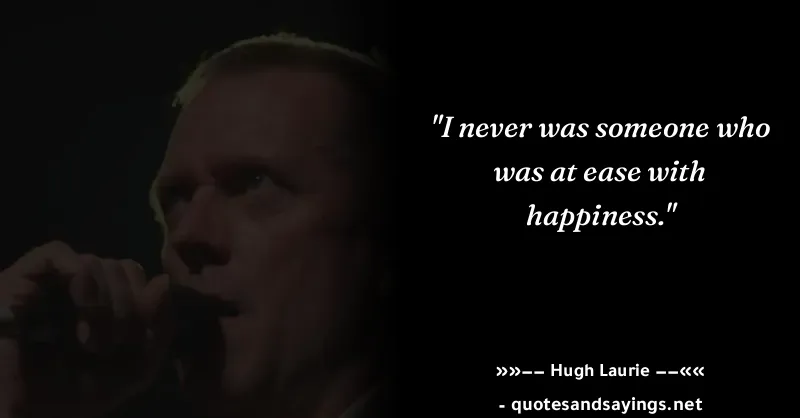 "I never was someone who
was at ease with
happiness."
»»−− Hugh Laurie −−««
- quotesandsayings.net